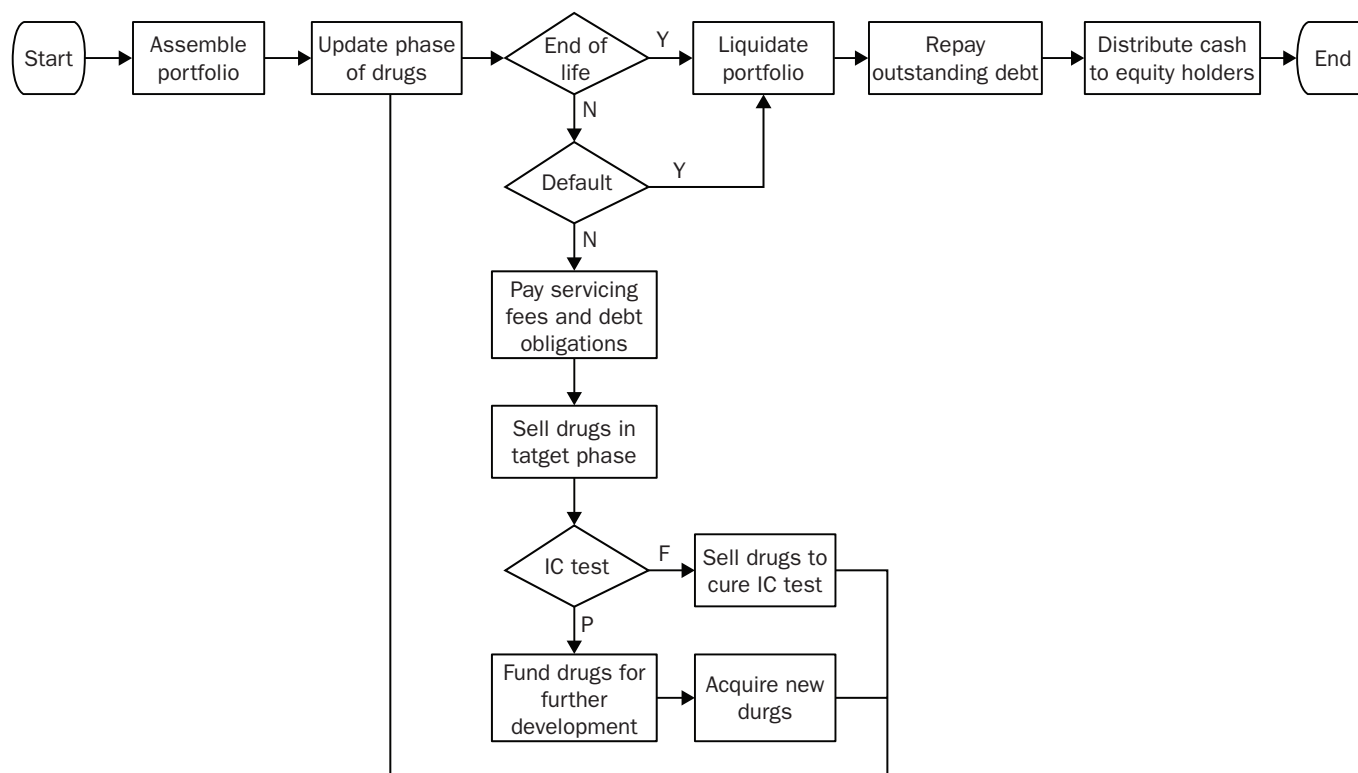 Start
Assemble
portfolio
Update phase
of drugs
End of
life
Y
Liquidate
portfolio
Repay
outstanding debt
Distribute cash
to equity holders
End
N
Default
Y
N
Pay servicing
fees and debt
obligations
Sell drugs in
tatget phase
IC test
F
Sell drugs to
cure IC test
P
Fund drugs for
further
development
Acquire new
durgs